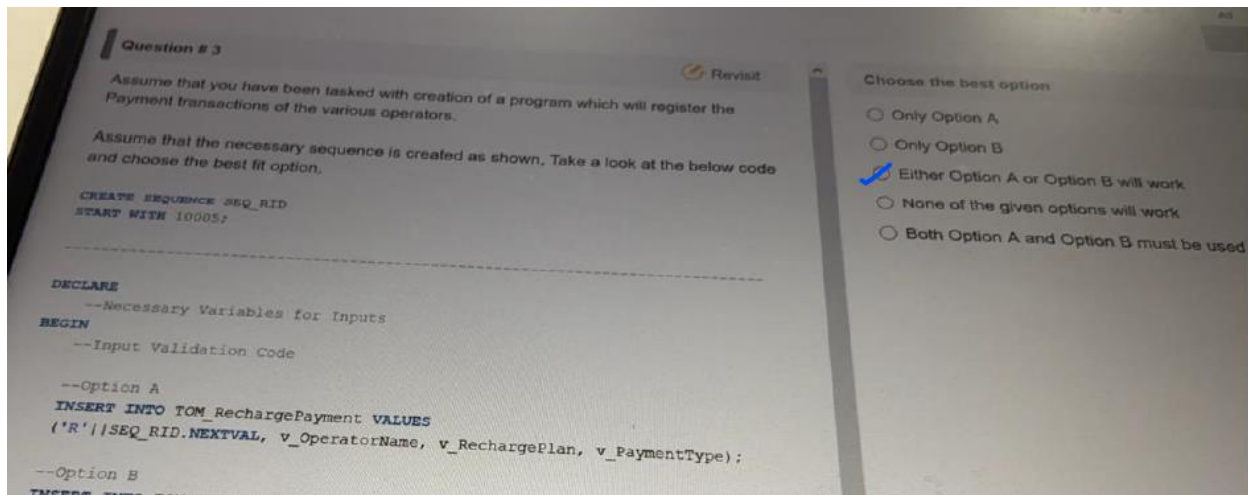 Question # 3
Revisit
Assume that you have been tasked with creation of a program which will register the
Payment transactions of the various operators.
Assume that the necessary sequence is created as shown. Take a look at the below code
and choose the best fit option.
CREATE SEQUENCE SEQ_RID
START WITH 10005;
DECLARE
--Necessary Variables for Inputs
BEGIN
--Input Validation Code
--Option A
INSERT INTO TOM_RechargePayment VALUES
('R'||SEQ_RID.NEXTVAL, v_OperatorName, v_RechargePlan, v_PaymentType);
--Option B
INSERT INTO
Choose the best option
Only Option A
Only Option B
Either Option A or Option B will work
None of the given options will work
Both Option A and Option B must be used